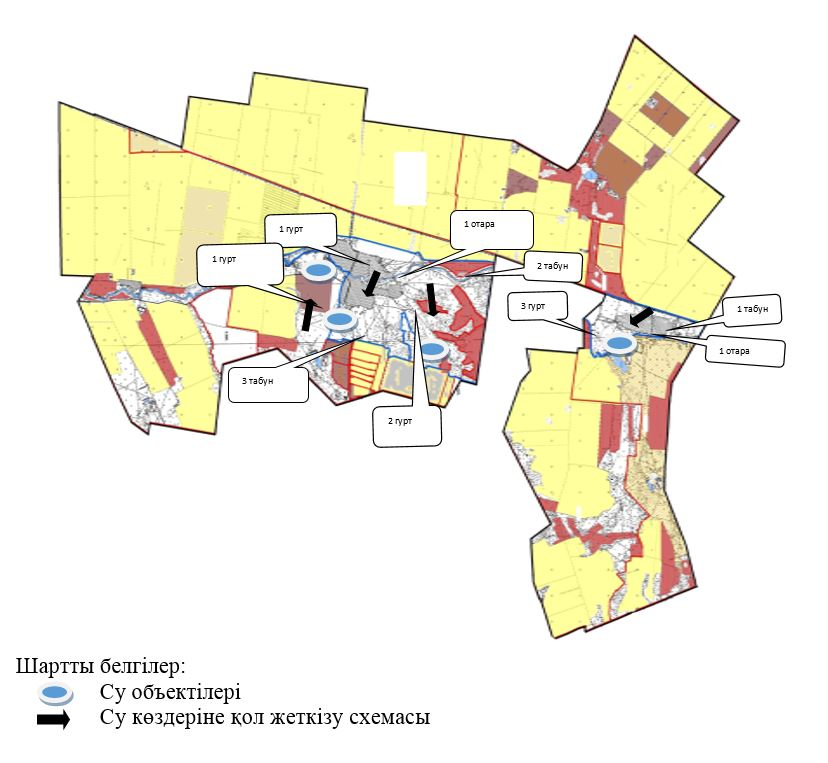 1 гурт
1 отара
1 гурт
2 табун
3 гурт
1 табун
1 отара
3 табун
2 гурт
Шартты белгілер:
Су объектілері
Су көздеріне қол жеткізу схемасы